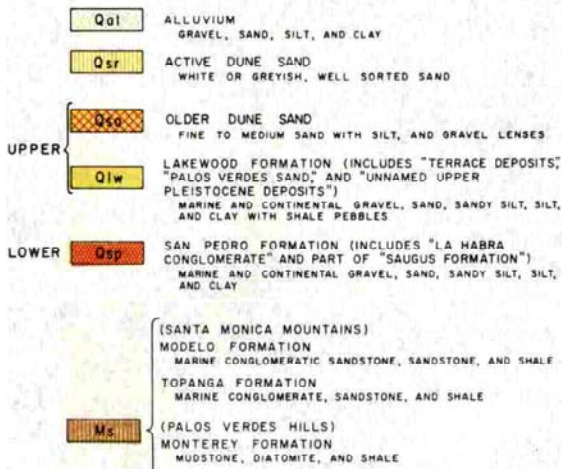 Qal ALLUVIUM
GRAVEL, SAND, SILT, AND CLAY
Qsr ACTIVE DUNE SAND
WHITE OR GREYISH, WELL SORTED SAND
UPPER
Qso OLDER DUNE SAND
FINE TO MEDIUM SAND WITH SILT, AND GRAVEL LENSES
Qlw LAKEWOOD FORMATION (INCLUDES "TERRACE DEPOSITS,"
"PALOS VERDES SAND," AND "UNNAMED UPPER
PLEISTOCENE DEPOSITS")
MARINE AND CONTINENTAL GRAVEL, SAND, SANDY SILT, SILT,
AND CLAY WITH SHALE PEBBLES
LOWER Qsp SAN PEDRO FORMATION (INCLUDES "LA HABRA
CONGLOMERATE" AND PART OF "SAUGUS FORMATION")
MARINE AND CONTINENTAL GRAVEL, SAND, SANDY SILT, SILT,
AND CLAY
(SANTA MONICA MOUNTAINS)
MODELO FORMATION
MARINE CONGLOMERATIC SANDSTONE, SANDSTONE, AND SHALE
TOPANGA FORMATION
MARINE CONGLOMERATE, SANDSTONE, AND SHALE
Ms (PALOS VERDES HILLS)
MONTEREY FORMATION
MUDSTONE, DIATOMITE, AND SHALE